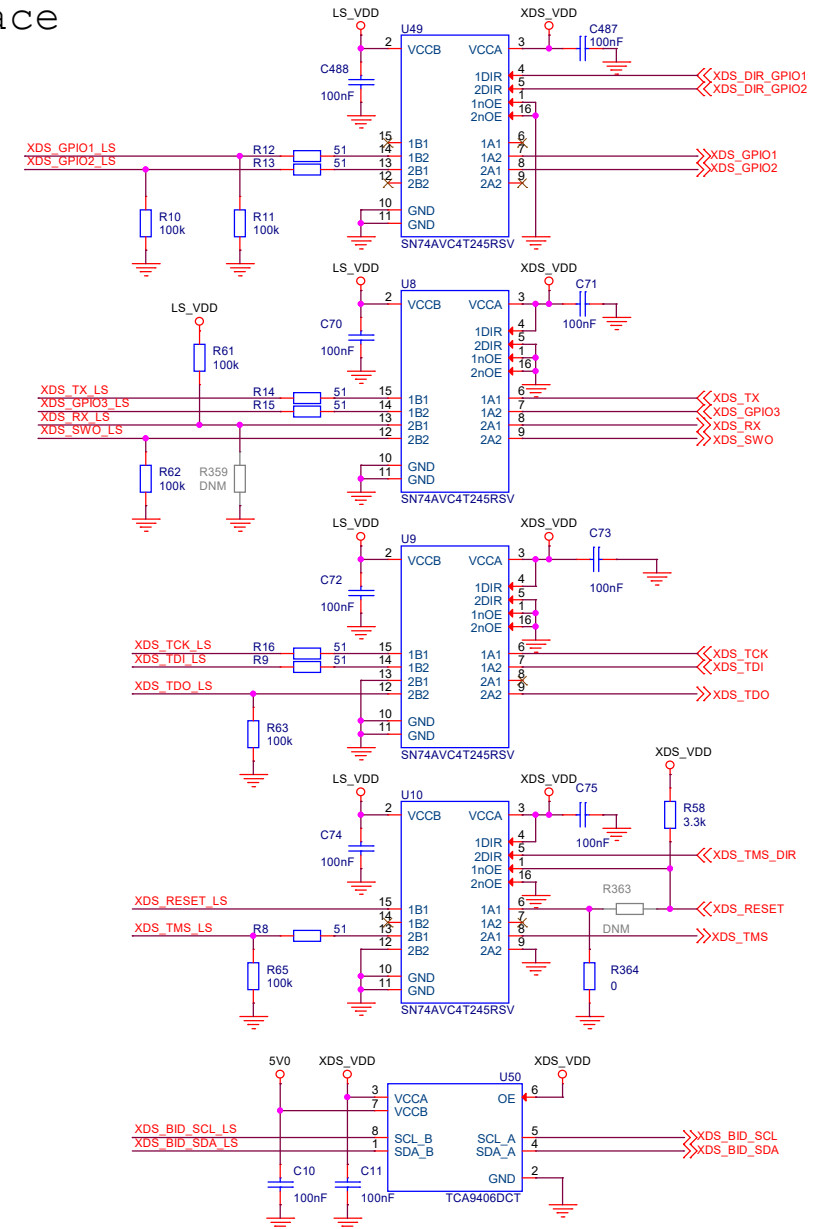 ace
LS_VDD XDS_VDD
U49 C487
100nF
2 VCCB VCCA 3
C488
100nF
1DIR 4 XDS_DIR_GPIO1
2DIR 5 XDS_DIR_GPIO2
1nOE 1
2nOE 16
15 1B1 1A1 6
XDS_GPIO1_LS R12 51 14 1B2 1A2 7 XDS_GPIO1
XDS_GPIO2_LS R13 51 13 2B1 2A1 8 XDS_GPIO2
12 2B2 2A2 9
R10 R11
100k 100k
10 GND
11 GND
SN74AVC4T245RSV
LS_VDD XDS_VDD
U8 C71
100nF
2 VCCB VCCA 3
LS_VDD
C70
100nF
1DIR 4
2DIR 5
1nOE 1
2nOE 16
R61
100k
XDS_TX_LS R14 51 15 1B1 1A1 6 XDS_TX
XDS_GPIO3_LS R15 51 14 1B2 1A2 7 XDS_GPIO3
XDS_RX_LS 13 2B1 2A1 8 XDS_RX
XDS_SWO_LS 12 2B2 2A2 9 XDS_SWO
R62 R359
100k DNM
10 GND
11 GND
SN74AVC4T245RSV
LS_VDD XDS_VDD
U9 C73
100nF
2 VCCB VCCA 3
C72
100nF
1DIR 4
2DIR 5
1nOE 1
2nOE 16
XDS_TCK_LS R16 51 15 1B1 1A1 6 XDS_TCK
XDS_TDI_LS R9 51 14 1B2 1A2 7 XDS_TDI
13 2B1 2A1 8
XDS_TDO_LS 12 2B2 2A2 9 XDS_TDO
R63
100k
10 GND
11 GND
SN74AVC4T245RSV
XDS_VDD
LS_VDD XDS_VDD
U10 C75
100nF
2 VCCB VCCA 3
R58
3.3k
C74
100nF
1DIR 4
2DIR 5 XDS_TMS_DIR
1nOE 1
2nOE 16
R363
DNM
XDS_RESET_LS 15 1B1 1A1 6 XDS_RESET
14 1B2 1A2 7
XDS_TMS_LS R8 51 13 2B1 2A1 8 XDS_TMS
12 2B2 2A2 9
R65
100k
R364
0
10 GND
11 GND
SN74AVC4T245RSV
5V0 XDS_VDD XDS_VDD
U50
3 VCCA OE 6
7 VCCB
XDS_BID_SCL_LS 8 SCL_B SCL_A 5 XDS_BID_SCL
XDS_BID_SDA_LS 1 SDA_B SDA_A 4 XDS_BID_SDA
C10 C11
100nF 100nF
GND 2
TCA9406DCT